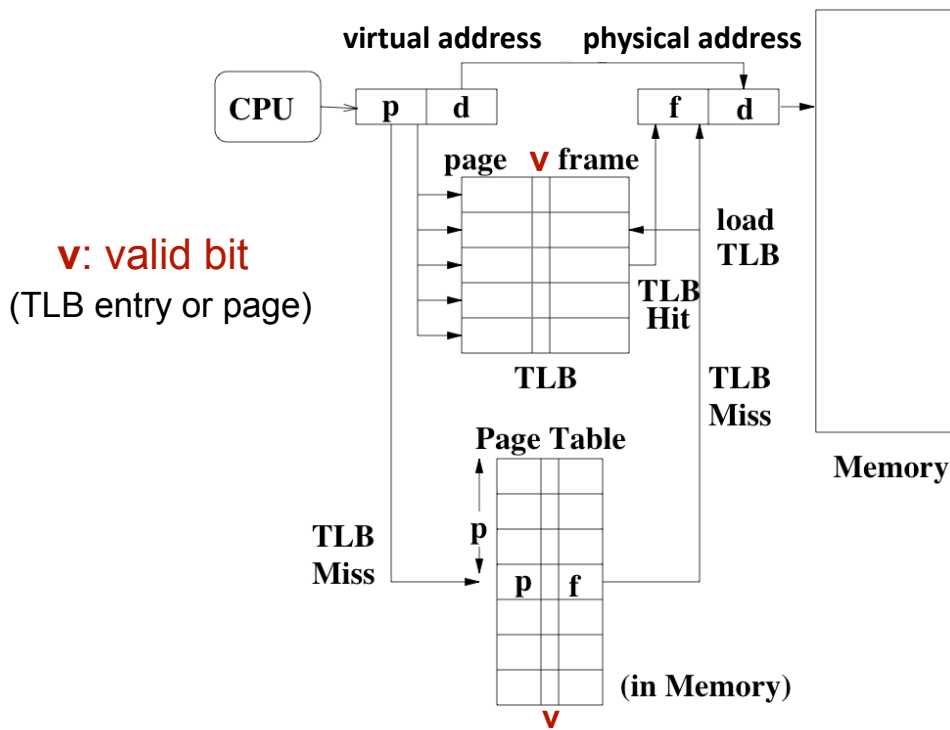 virtual address physical address
CPU
p d
f d
page v frame
v: valid bit
(TLB entry or page)
load
TLB
TLB
Hit
TLB
TLB
Miss
Page Table
Memory
p
TLB
Miss
p f
(in Memory)
v